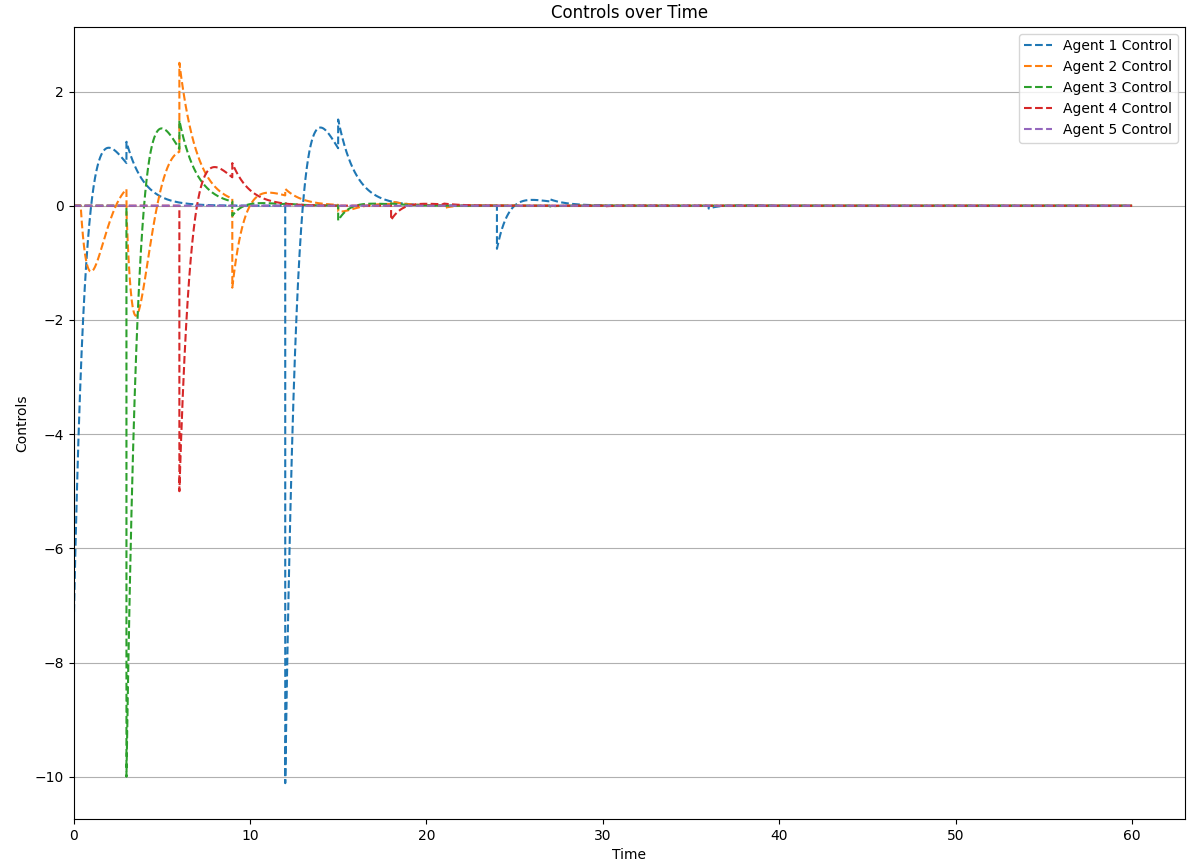 Controls over Time
Agent 1 Control
Agent 2 Control
Agent 3 Control
Agent 4 Control
Agent 5 Control
2
0
−2
−4
−6
−8
−10
Controls
0 10 20 30 40 50 60
Time